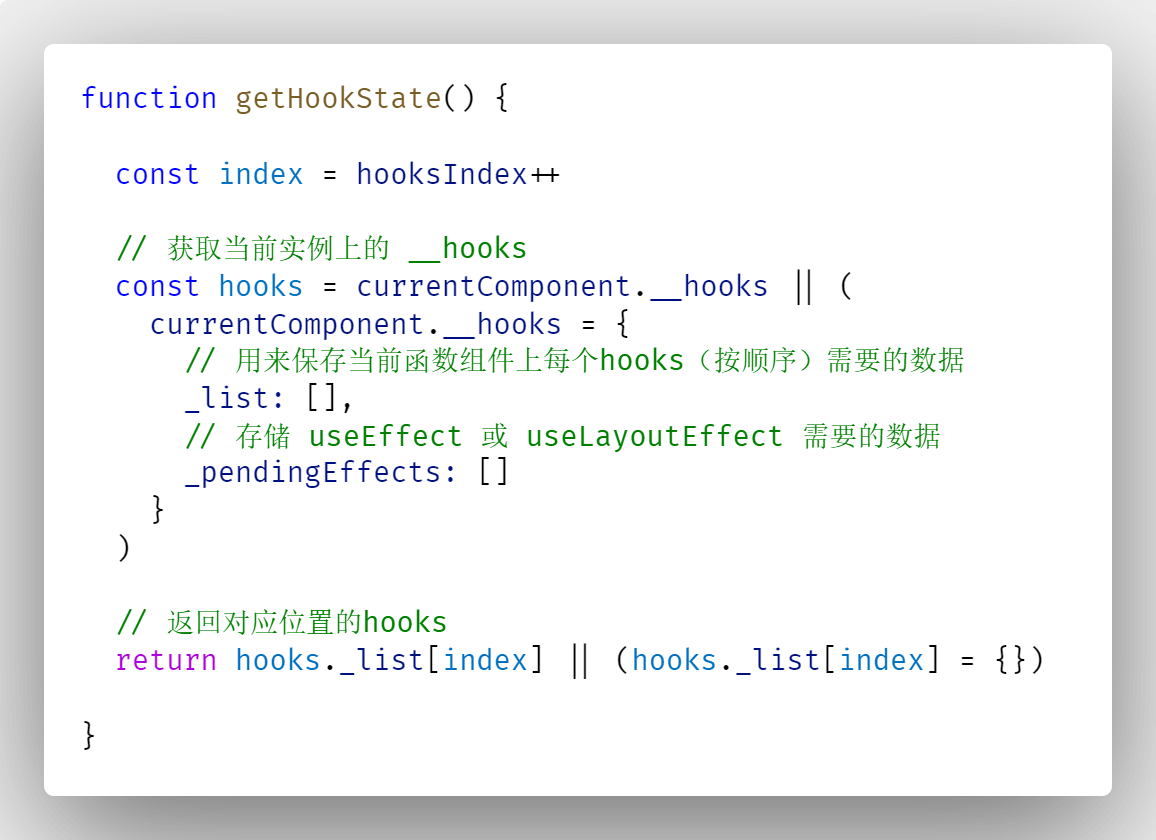 function getHookState() {
const index = hooksIndex++
// 获取当前实例上的 __hooks
const hooks = currentComponent.__hooks || (
currentComponent.__hooks = {
// 用来保存当前函数组件上每个hooks（按顺序）需要的数据
_list: [],
// 存储 useEffect 或 useLayoutEffect 需要的数据
_pendingEffects: []
}
)
// 返回对应位置的hooks
return hooks._list[index] || (hooks._list[index] = {})
}